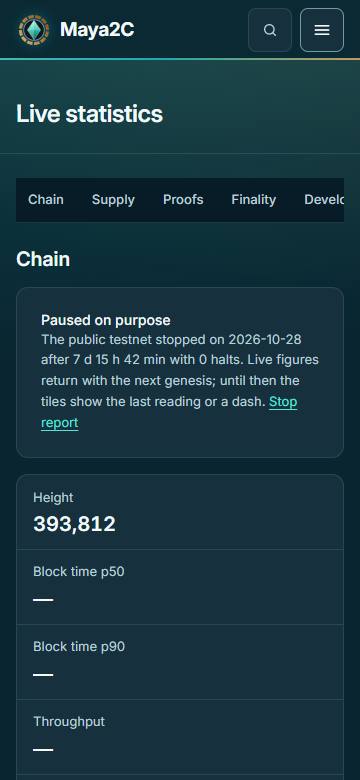 Maya2C
Live statistics
Chain Supply Proofs Finality Develo
Chain
Paused on purpose
The public testnet stopped on 2026-10-28
after 7 d 15 h 42 min with 0 halts. Live figures
return with the next genesis; until then the
tiles show the last reading or a dash. Stop
report
Height
393,812
Block time p50
—
Block time p90
—
Throughput
—